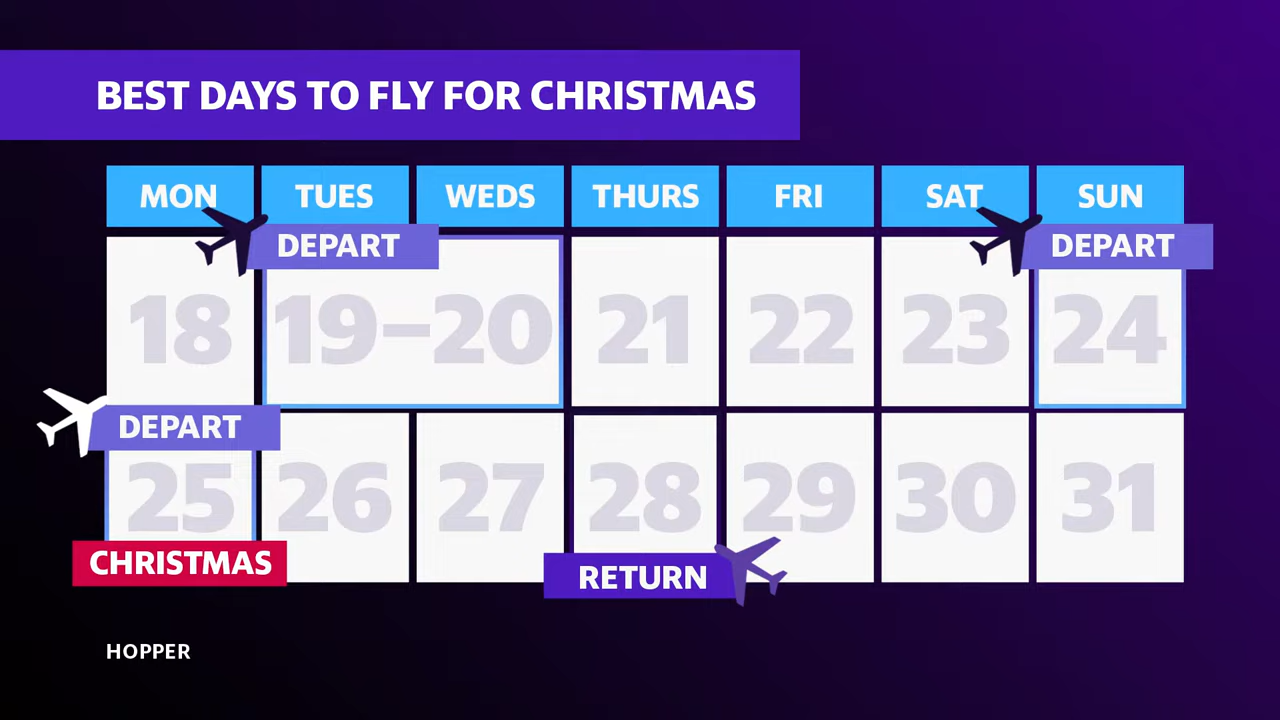 BEST DAYS TO FLY FOR CHRISTMAS
MON TUES WEDS THURS FRI SAT SUN
DEPART DEPART
18 19–20 21 22 23 24
DEPART
25 26 27 28 29 30 31
CHRISTMAS
RETURN
HOPPER